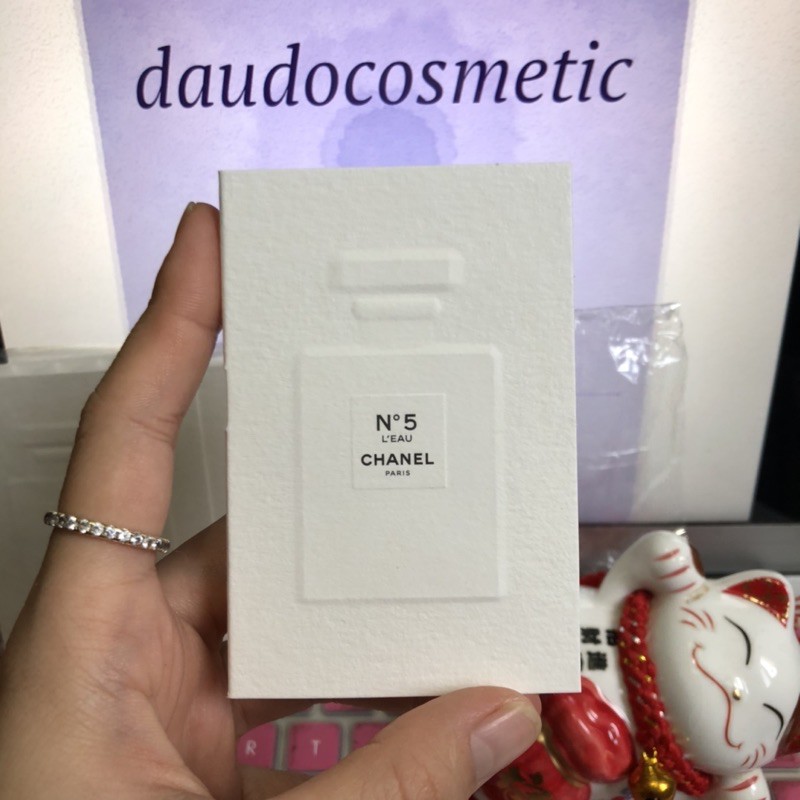 daudocosmetic
N°5
L'EAU
CHANEL
PARIS
R T